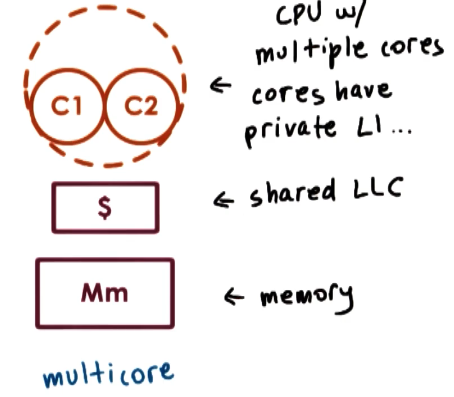 CPU w/
multiple cores
C1 C2
← cores have
private L1...
$
← shared LLC
Mm
← memory
multicore